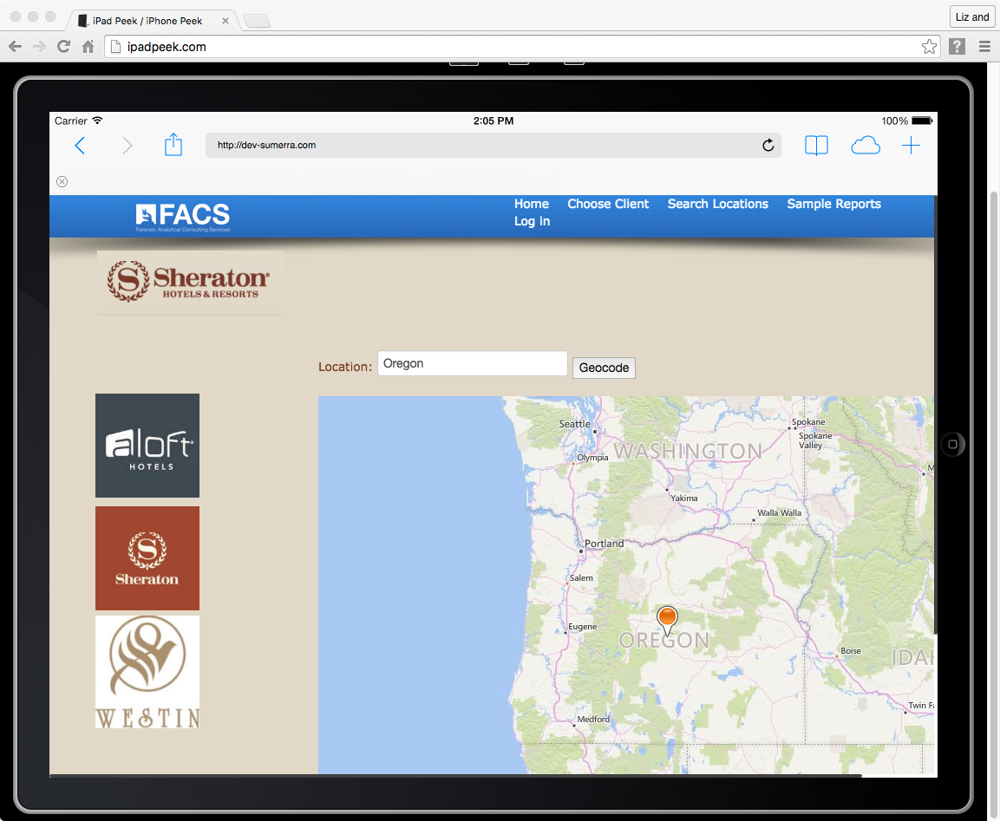 iPad Peek / iPhone Peek
Liz and
ipadpeek.com
Carrier 2:05 PM 100%
http://dev-sumerra.com
FACS
Forensic Analytical Consulting Services
Home Choose Client Search Locations Sample Reports
Log in
Sheraton
HOTELS & RESORTS
Location: Oregon Geocode
aloft
HOTELS
Sheraton
WESTIN
Seattle
Spokane
Spokane
Valley
Olympia
WASHINGTON
Yakima
Walla Walla
Portland
Salem
Eugene
OREGON
Boise
IDAH
Twin Fa
Medford